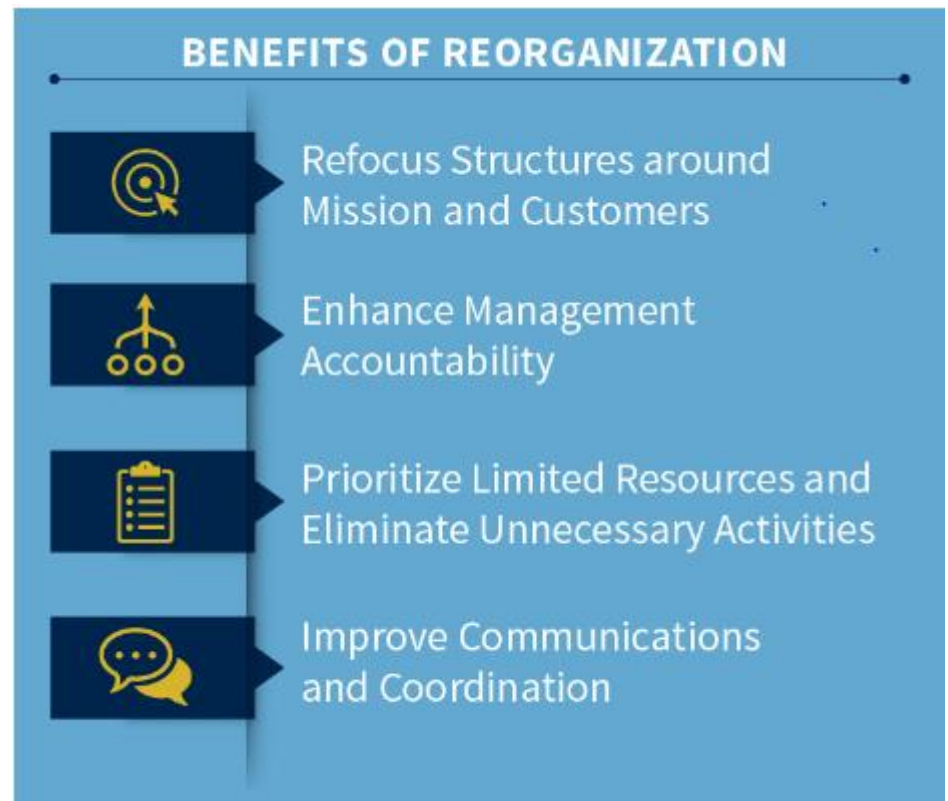 BENEFITS OF REORGANIZATION
Refocus Structures around
Mission and Customers
Enhance Management
Accountability
Prioritize Limited Resources and
Eliminate Unnecessary Activities
Improve Communications
and Coordination